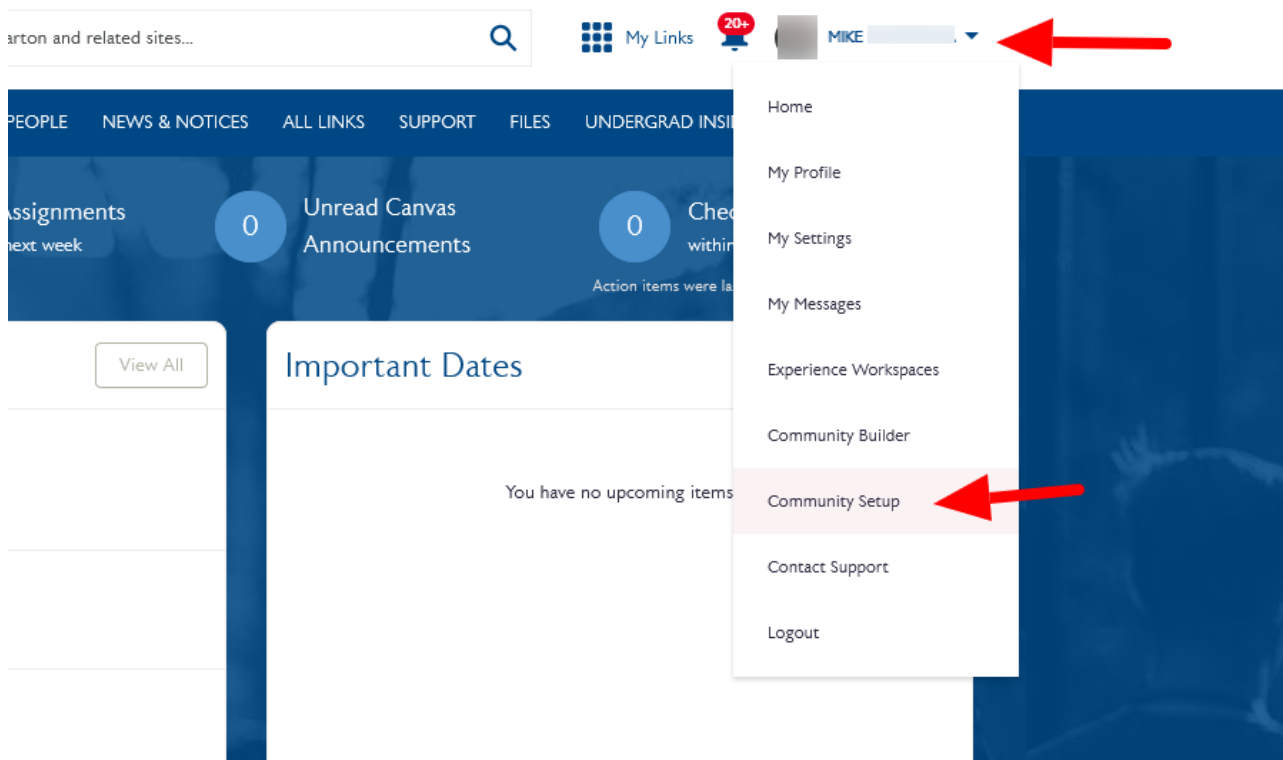 arton and related sites...
My Links
20+
MIKE
PEOPLE NEWS & NOTICES ALL LINKS SUPPORT FILES UNDERGRAD
Assignments
next week
0
Unread Canvas
Announcements
0
within
Action items were
View All
Important Dates
You have no upcoming items
Home
My Profile
My Settings
My Messages
Experience Workspaces
Community Builder
Community Setup
Contact Support
Logout